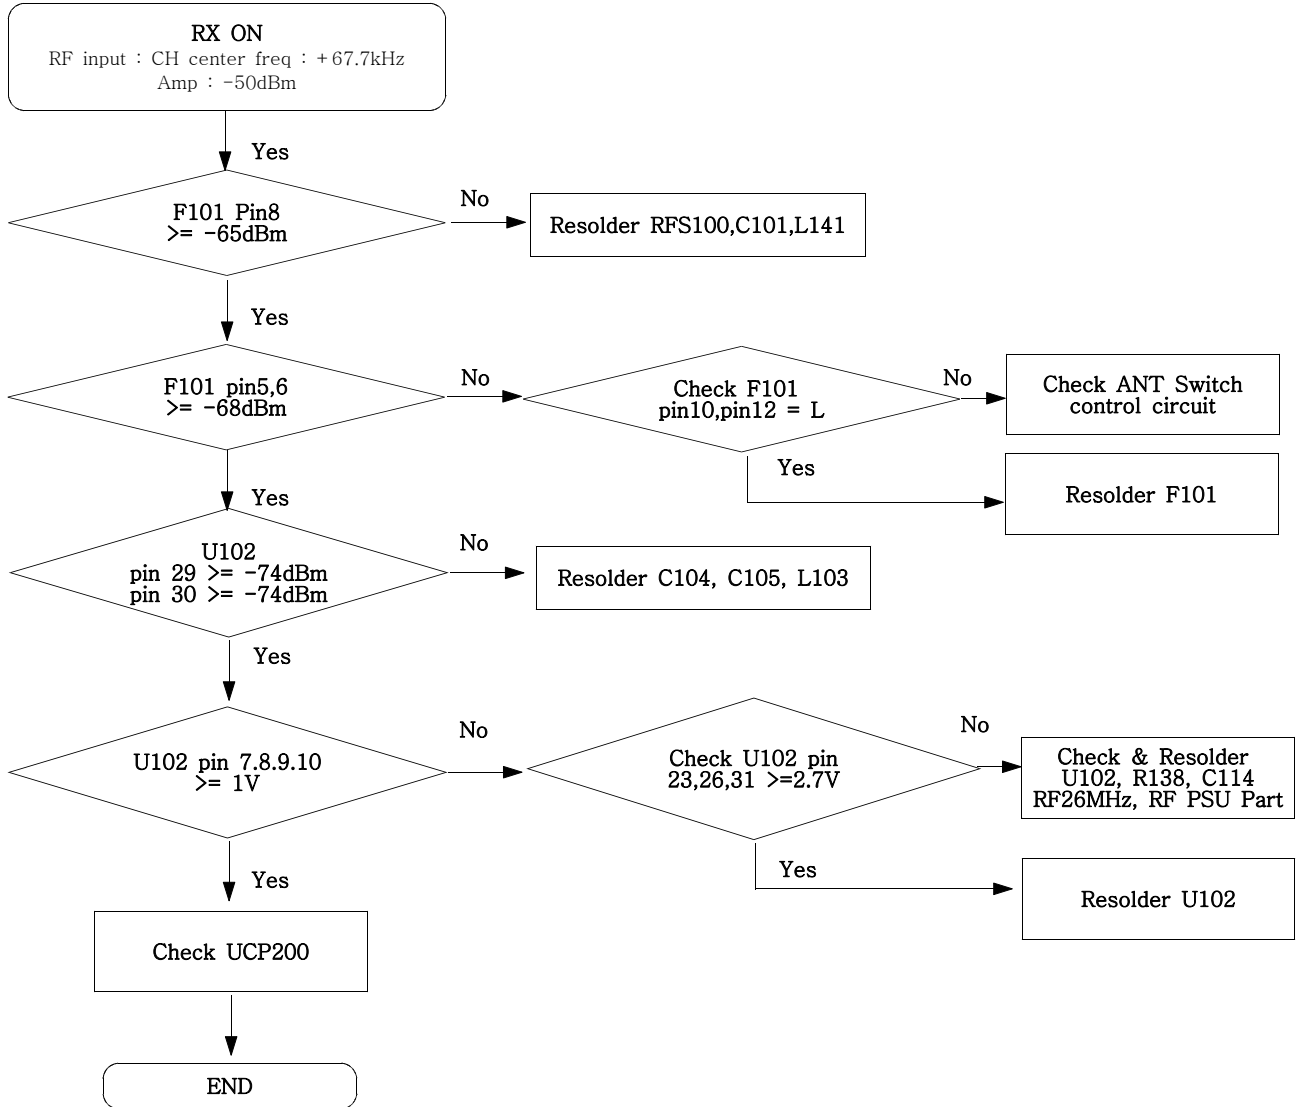 RX ON
RF input : CH center freq : +67.7kHz
Amp : -50dBm
Yes
F101 Pin8
>= -65dBm
No
Resolder RFS100,C101,L141
Yes
F101 pin5,6
>= -68dBm
No
Check F101
pin10,pin12 = L
No
Check ANT Switch
control circuit
Yes
Resolder F101
Yes
U102
pin 29 >= -74dBm
pin 30 >= -74dBm
No
Resolder C104, C105, L103
Yes
U102 pin 7.8.9.10
>= 1V
No
Check U102 pin
23,26,31 >=2.7V
No
Check & Resolder
U102, R138, C114
RF26MHz, RF PSU Part
Yes
Resolder U102
Yes
Check UCP200
END